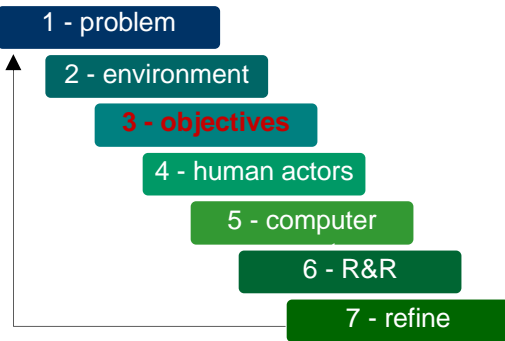 1 - problem
2 - environment
3 - objectives
4 - human actors
5 - computer
6 - R&R
7 - refine